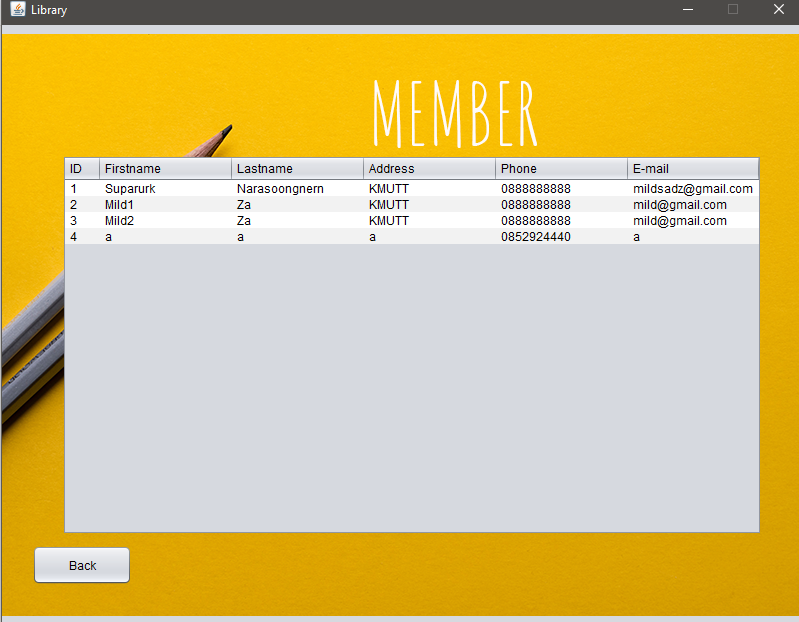 Library
MEMBER
ID Firstname Lastname Address Phone E-mail
1 Suparurk Narasoongnern KMUTT 0888888888 mildsadz@gmail.com
2 Mild1 Za KMUTT 0888888888 mild@gmail.com
3 Mild2 Za KMUTT 0888888888 mild@gmail.com
4 a a a 0852924440 a
Back